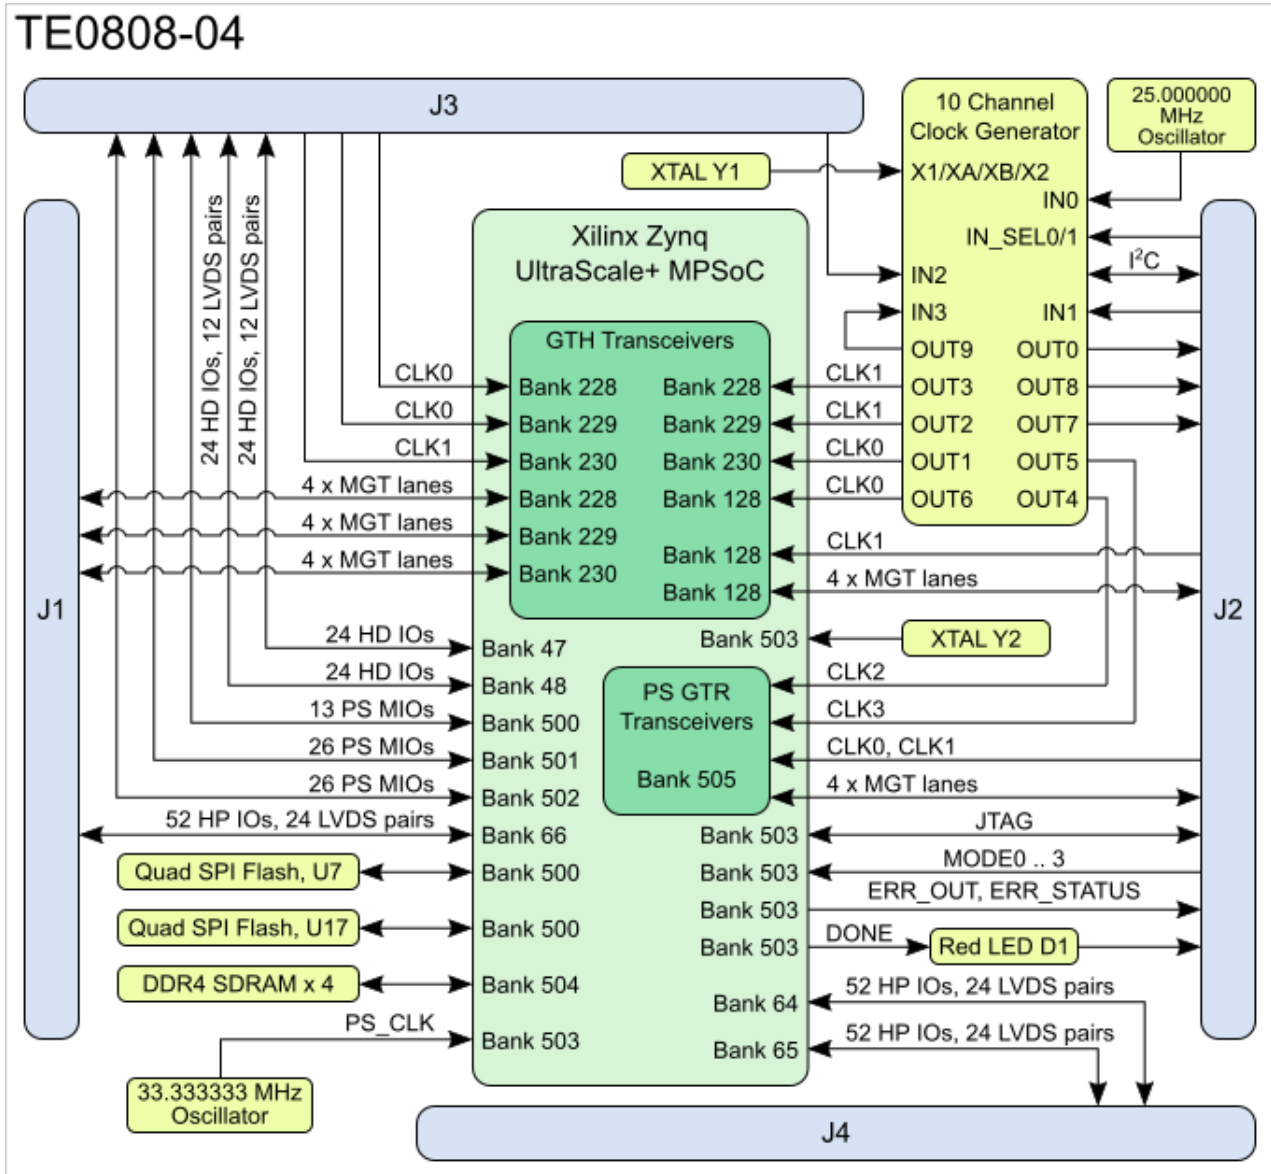 TE0808-04
J3
10 Channel
Clock Generator
25.000000
MHz
Oscillator
XTAL Y1
X1/XA/XB/X2
IN0
IN_SEL0/1
I²C
IN2
IN3
IN1
OUT9
OUT0
OUT3
OUT8
OUT2
OUT7
OUT1
OUT5
OUT6
OUT4
24 HD IOs, 12 LVDS pairs
24 HD IOs, 12 LVDS pairs
Xilinx Zynq
UltraScale+ MPSoC
GTH Transceivers
CLK0
Bank 228
Bank 228
CLK1
CLK0
Bank 229
Bank 229
CLK1
CLK1
Bank 230
Bank 230
CLK0
4 x MGT lanes
Bank 228
Bank 128
CLK0
4 x MGT lanes
Bank 229
Bank 128
CLK1
4 x MGT lanes
Bank 230
Bank 128
4 x MGT lanes
J1
J2
24 HD IOs
Bank 47
Bank 503
XTAL Y2
24 HD IOs
Bank 48
PS GTR
Transceivers
Bank 505
CLK2
13 PS MIOs
Bank 500
CLK3
26 PS MIOs
Bank 501
CLK0, CLK1
26 PS MIOs
Bank 502
4 x MGT lanes
52 HP IOs, 24 LVDS pairs
Bank 66
Bank 503
JTAG
Quad SPI Flash, U7
Bank 500
Bank 503
MODE0 .. 3
Quad SPI Flash, U17
Bank 500
Bank 503
ERR_OUT, ERR_STATUS
Bank 503
DONE
Red LED D1
DDR4 SDRAM x 4
Bank 504
Bank 64
52 HP IOs, 24 LVDS pairs
PS_CLK
Bank 503
Bank 65
52 HP IOs, 24 LVDS pairs
33.333333 MHz
Oscillator
J4